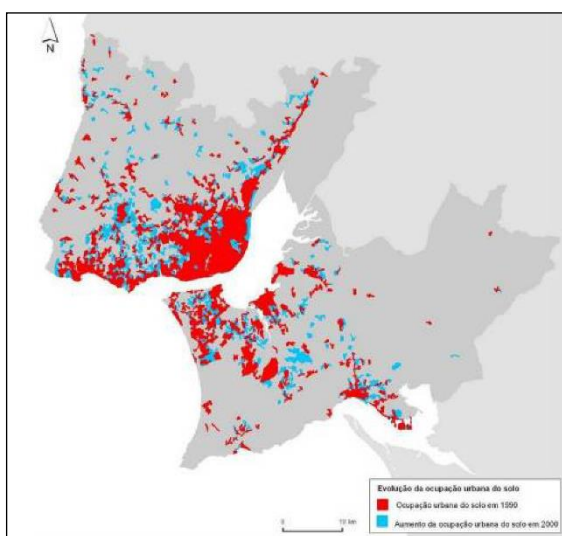 N
Evolução da ocupação urbana do solo
Ocupação urbana do solo em 1990
Aumento da ocupação urbana do solo em 2000
0 10 km